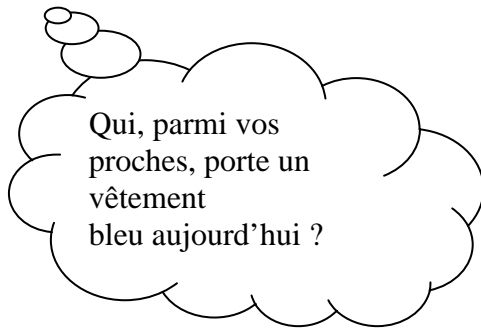 Qui, parmi vos
proches, porte un
vêtement
bleu aujourd’hui ?